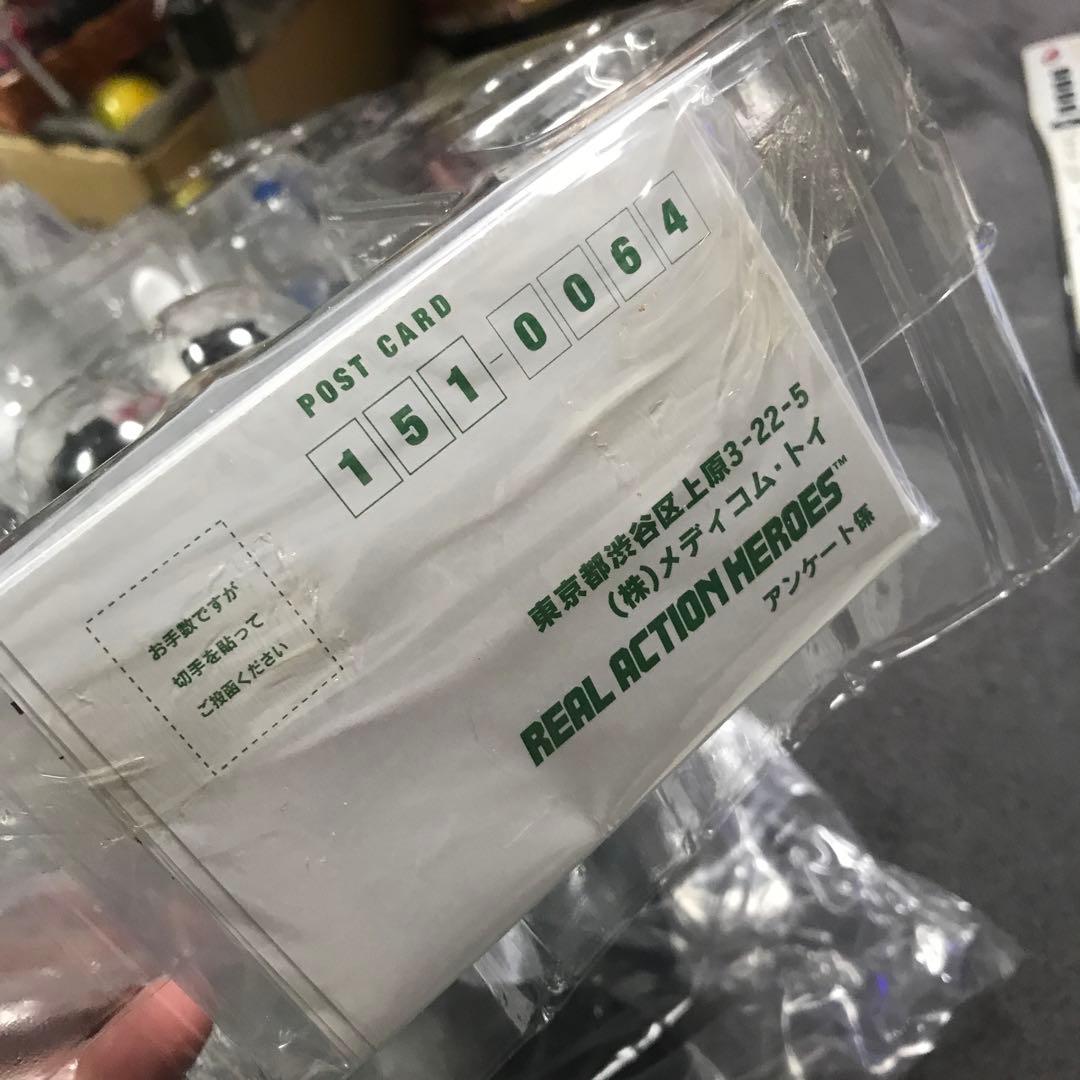 POST CARD
151-0064
東京都渋谷区上原3-22-5
(株)メディコム・トイ
REAL ACTION HEROES™
アンケート係
お手数ですが
切手を貼って
ご投函ください